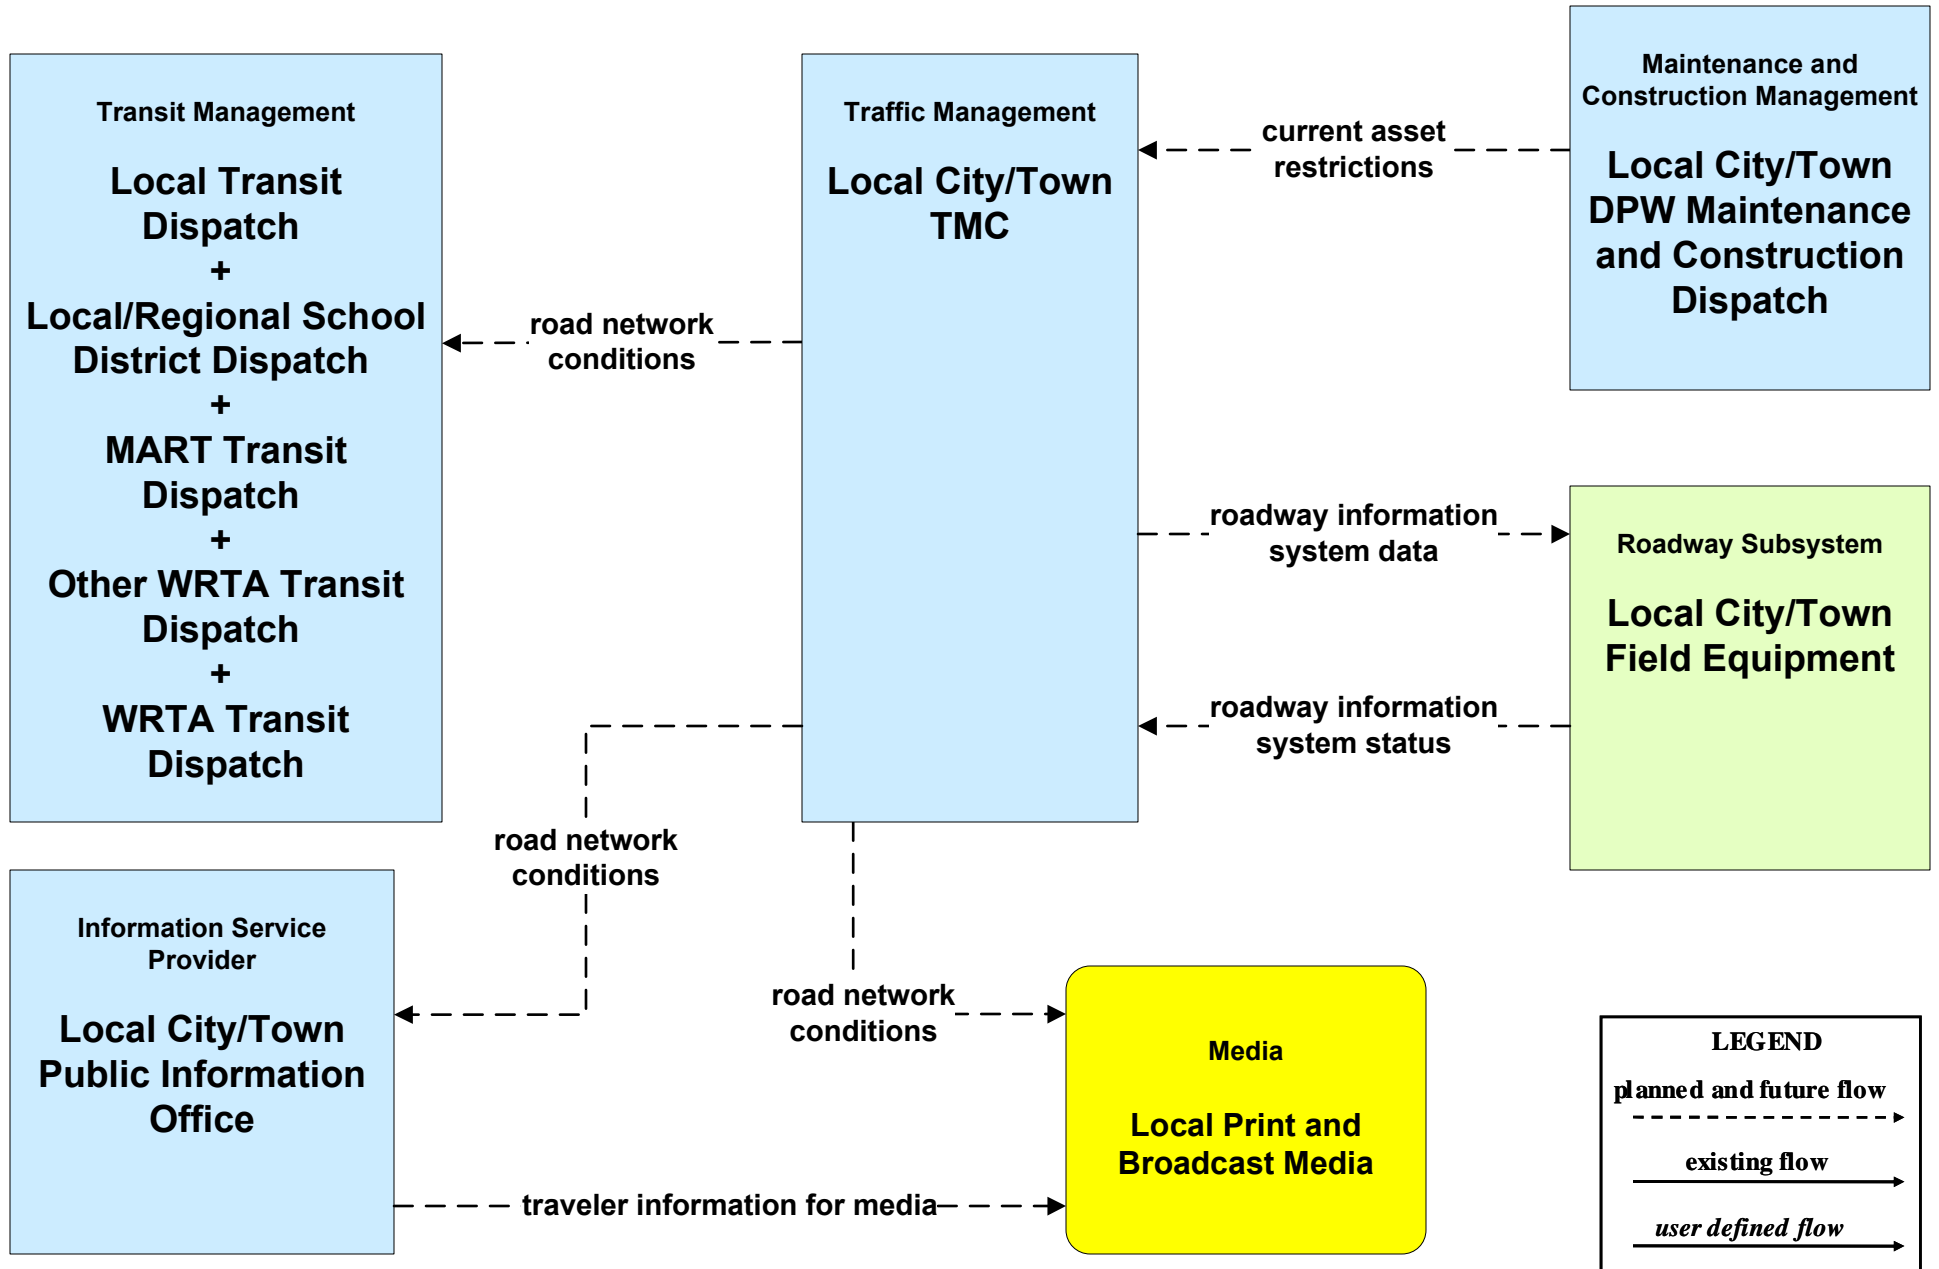 Transit Management
Local Transit
Dispatch
+
Local/Regional School
District Dispatch
+
MART Transit
Dispatch
+
Other WRTA Transit
Dispatch
+
WRTA Transit
Dispatch
road network
conditions
Traffic Management
Local City/Town
TMC
current asset
restrictions
Maintenance and
Construction Management
Local City/Town
DPW Maintenance
and Construction
Dispatch
roadway information
system data
Roadway Subsystem
Local City/Town
Field Equipment
roadway information
system status
road network
conditions
Information Service
Provider
Local City/Town
Public Information
Office
road network
conditions
Media
Local Print and
Broadcast Media
traveler information for media
LEGEND
planned and future flow
existing flow
user defined flow